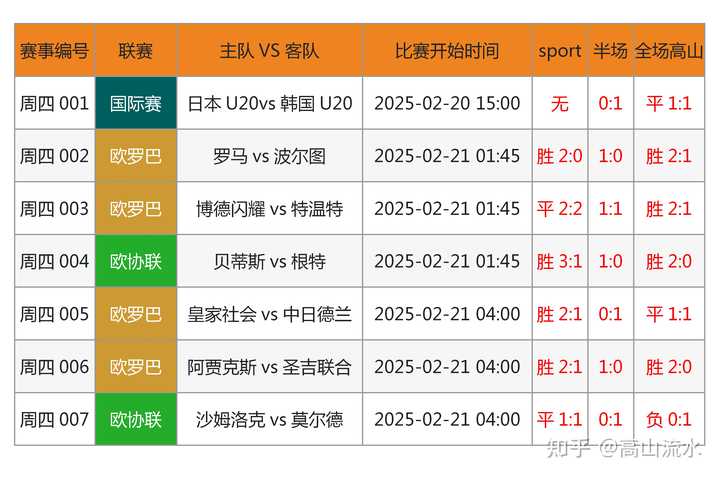 赛事编号 联赛 主队 VS 客队 比赛开始时间 sport 半场 全场高山
周四 001 国际赛 日本 U20vs 韩国 U20 2025-02-20 15:00 无 0:1 平 1:1
周四 002 欧罗巴 罗马 vs 波尔图 2025-02-21 01:45 胜 2:0 1:0 胜 2:1
周四 003 欧罗巴 博德闪耀 vs 特温特 2025-02-21 01:45 平 2:2 1:1 胜 2:1
周四 004 欧协联 贝蒂斯 vs 根特 2025-02-21 01:45 胜 3:1 1:0 胜 2:0
周四 005 欧罗巴 皇家社会 vs 中日德兰 2025-02-21 04:00 胜 2:1 0:1 平 1:1
周四 006 欧罗巴 阿贾克斯 vs 圣吉联合 2025-02-21 04:00 胜 2:1 1:0 胜 2:0
周四 007 欧协联 沙姆洛克 vs 莫尔德 2025-02-21 04:00 平 1:1 0:1 负 0:1
知乎 @高山流水